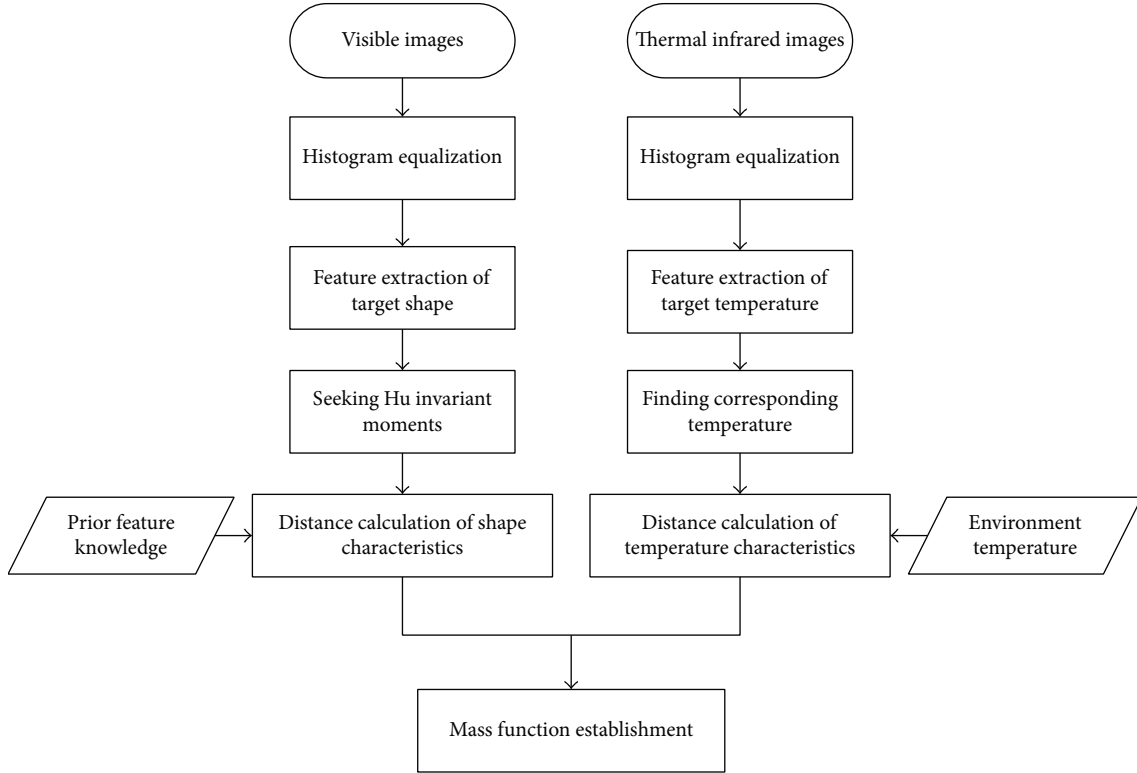 Visible images
Thermal infrared images
Histogram equalization
Histogram equalization
Feature extraction of
target shape
Feature extraction of
target temperature
Seeking Hu invariant
moments
Finding corresponding
temperature
Prior feature
knowledge
Distance calculation of shape
characteristics
Distance calculation of
temperature characteristics
Environment
temperature
Mass function establishment